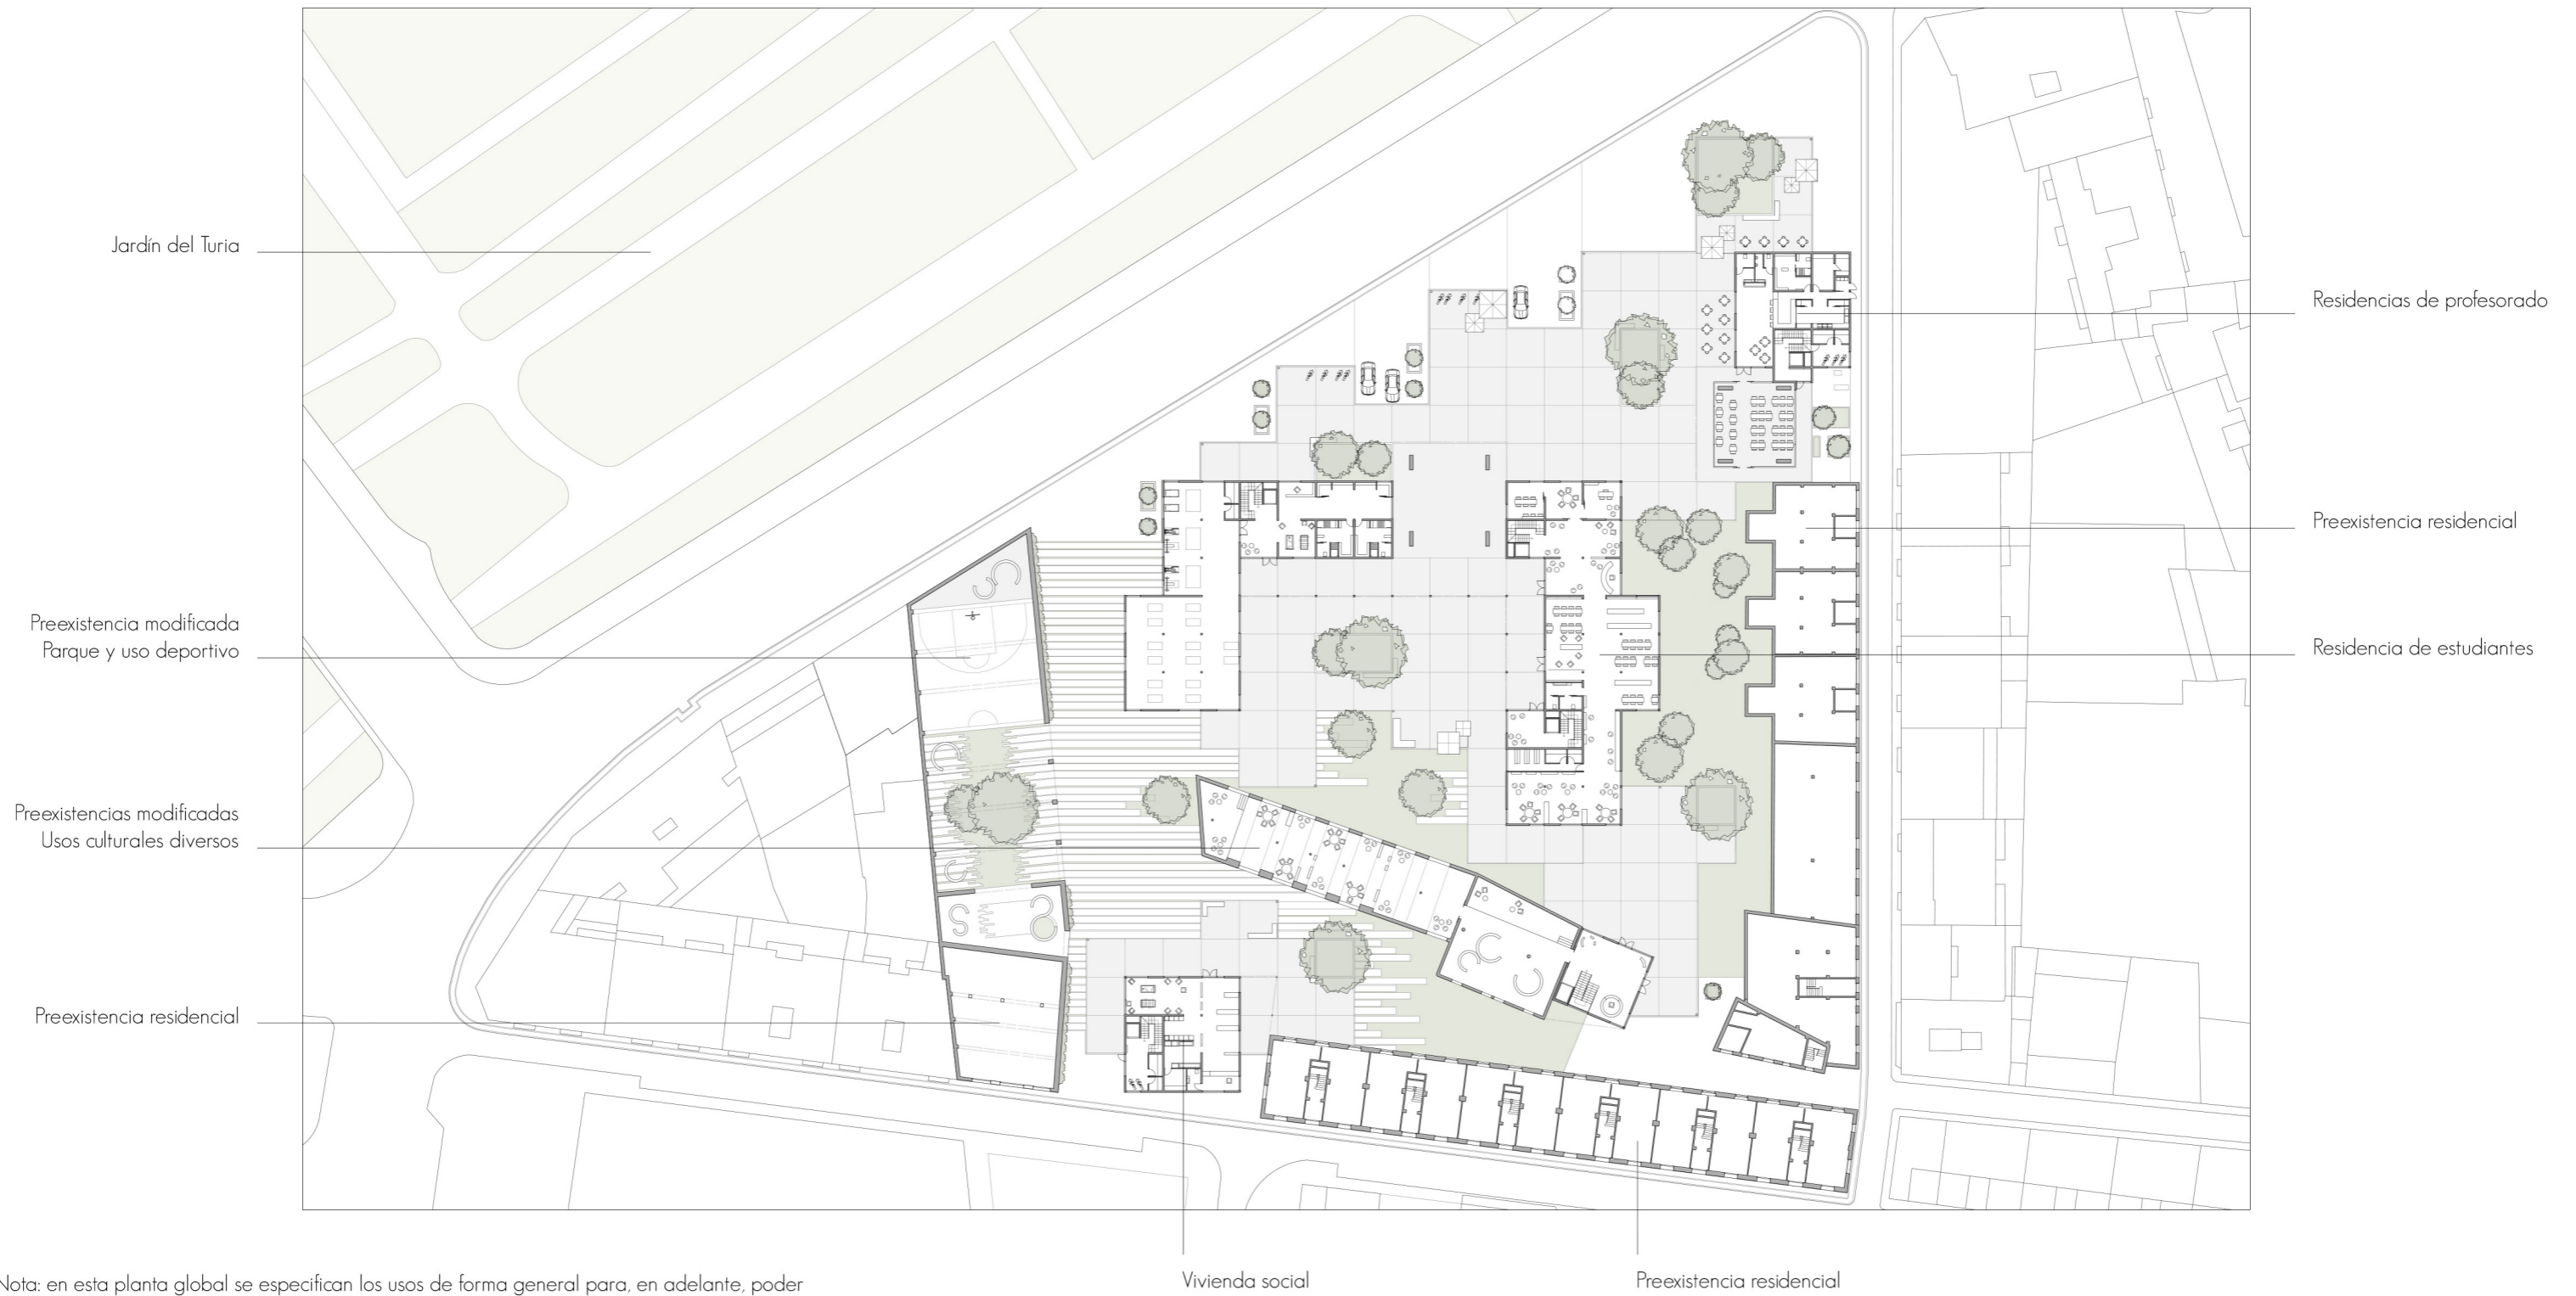 Jardín del Turia
Residencias de profesorado
Preexistencia residencial
Preexistencia modificada
Parque y uso deportivo
Residencia de estudiantes
Preexistencias modificadas
Usos culturales diversos
Preexistencia residencial
Vivienda social
Preexistencia residencial
Nota: en esta planta global se especifican los usos de forma general para, en adelante, poder